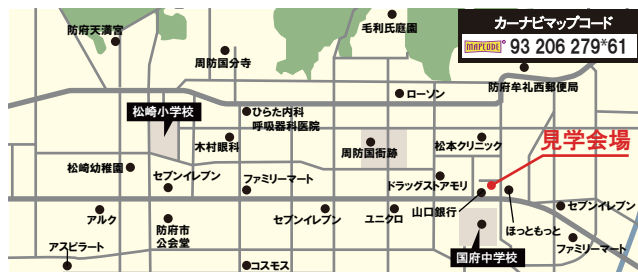 カーナビマップコード
MAPCODE® 93 206 279*61
防府天満宮
毛利氏庭園
周防国分寺
防府牟礼西郵便局
ローソン
松崎小学校
ひらた内科
呼吸器科医院
木村眼科
周防国衙跡
松本クリニック
見学会場
松崎幼稚園
セブンイレブン
ファミリーマート
ドラッグストアモリ
山口銀行
セブンイレブン
アルク
防府市
公会堂
セブンイレブン
ユニクロ
ほっともっと
アスピラート
コスモス
国府中学校
ファミリーマート